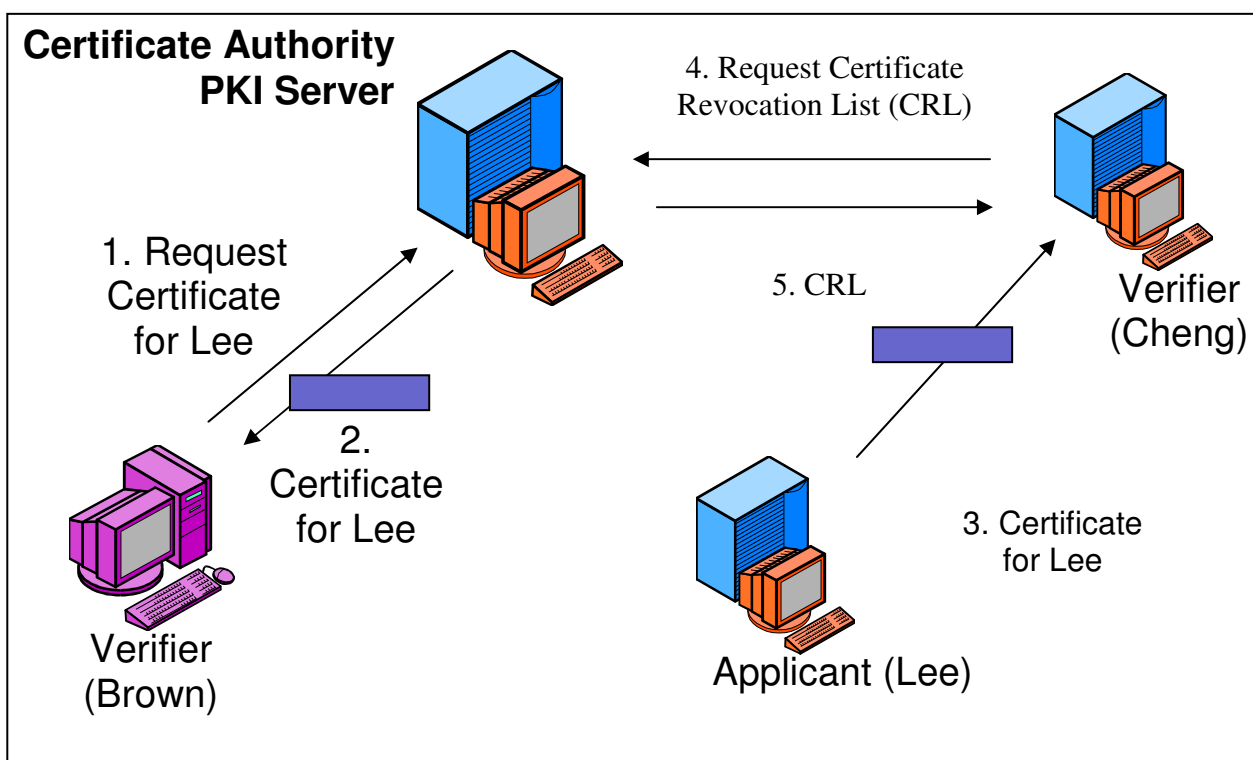 Certificate Authority
PKI Server
4. Request Certificate
Revocation List (CRL)
1. Request
Certificate
for Lee
5. CRL
Verifier
(Cheng)
2.
Certificate
for Lee
3. Certificate
for Lee
Verifier
(Brown)
Applicant (Lee)